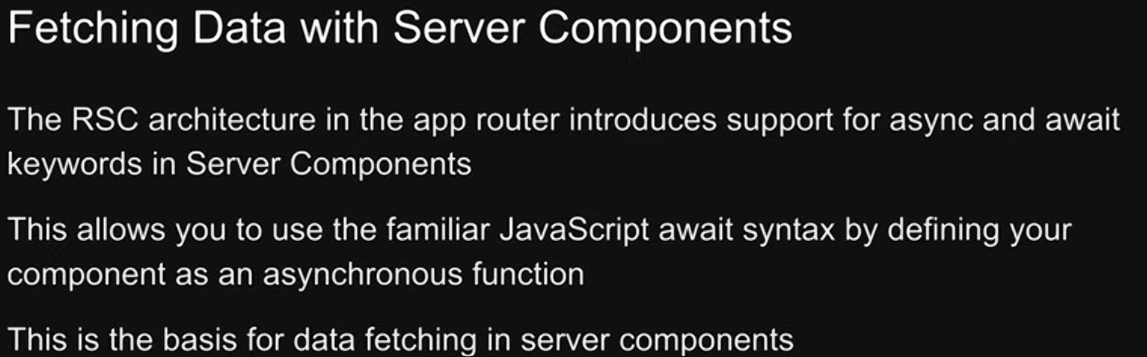 Fetching Data with Server Components
The RSC architecture in the app router introduces support for async and await
keywords in Server Components
This allows you to use the familiar JavaScript await syntax by defining your
component as an asynchronous function
This is the basis for data fetching in server components